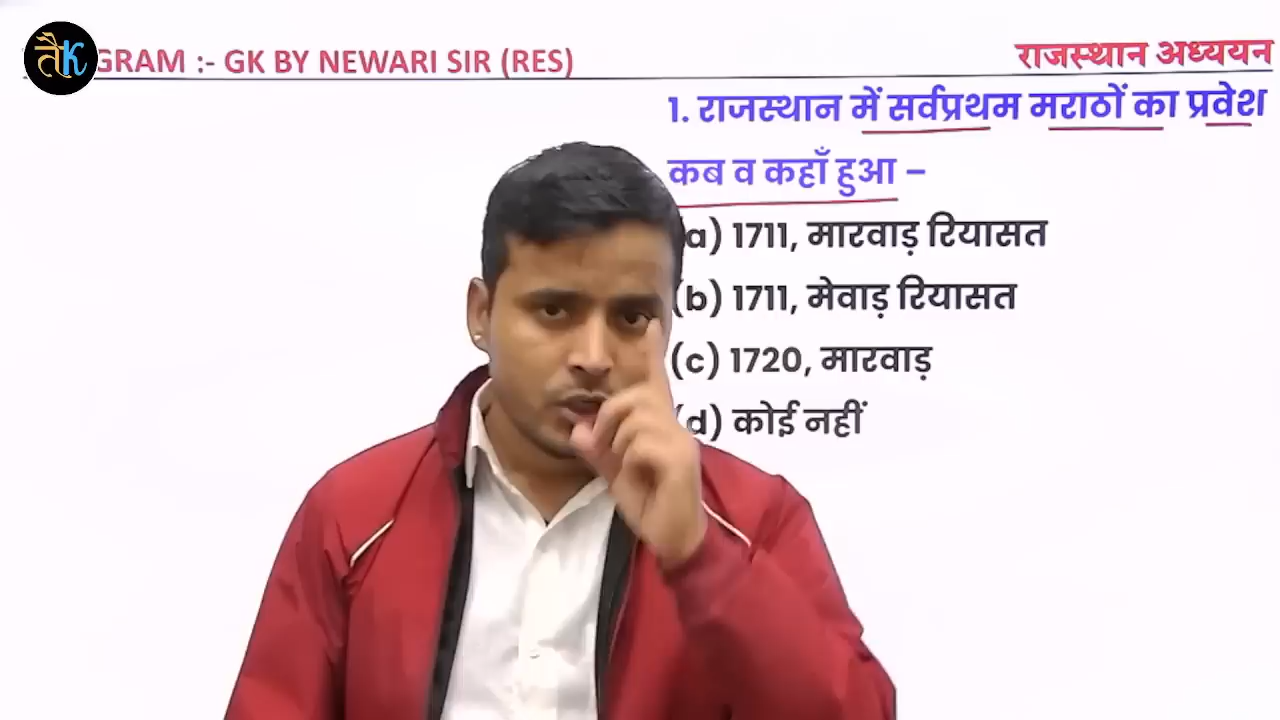 तैK
GRAM :- GK BY NEWARI SIR (RES)
राजस्थान अध्ययन
1. राजस्थान में सर्वप्रथम मराठों का प्रवेश
कब व कहाँ हुआ –
a) 1711, मारवाड़ रियासत
(b) 1711, मेवाड़ रियासत
(c) 1720, मारवाड़
(d) कोई नहीं